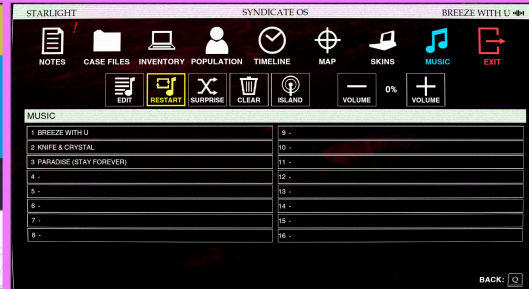 STARLIGHT SYNDICATE OS BREEZE WITH U
NOTES CASE FILES INVENTORY POPULATION TIMELINE MAP SKINS MUSIC EXIT
EDIT RESTART SURPRISE CLEAR ISLAND VOLUME 0% VOLUME
MUSIC
1 BREEZE WITH U
2 KNIFE & CRYSTAL
3 PARADISE (STAY FOREVER)
4 -
5 -
6 -
7 -
8 -
9 -
10 -
11 -
12 -
13 -
14 -
15 -
16 -
BACK: Q